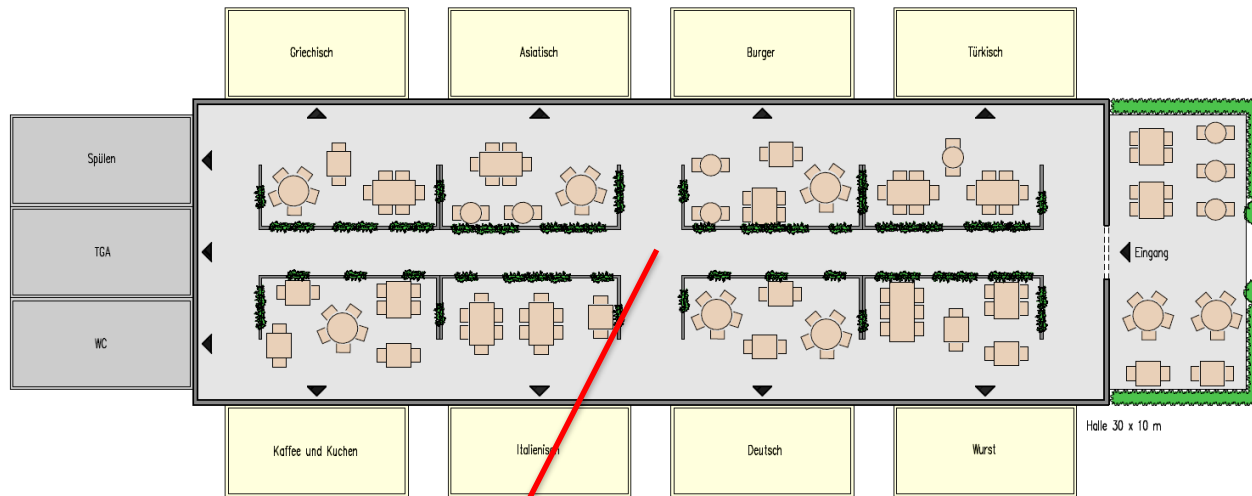 Griechisch
Asiatisch
Burger
Türkisch
Spülen
TGA
Eingang
WC
Kaffee und Kuchen
Italienisch
Deutsch
Wurst
Halle 30 x 10 m